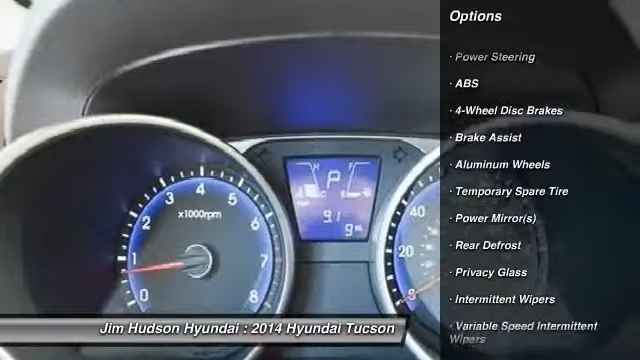 Options
· Power Steering
· ABS
· 4-Wheel Disc Brakes
· Brake Assist
· Aluminum Wheels
· Temporary Spare Tire
· Power Mirror(s)
· Rear Defrost
· Privacy Glass
· Intermittent Wipers
· Variable Speed Intermittent
Wipers
H F
P
C
9.1
x1000rpm
0
1
2
3
4
5
6
7
8
40
20
Jim Hudson Hyundai : 2014 Hyundai Tucson